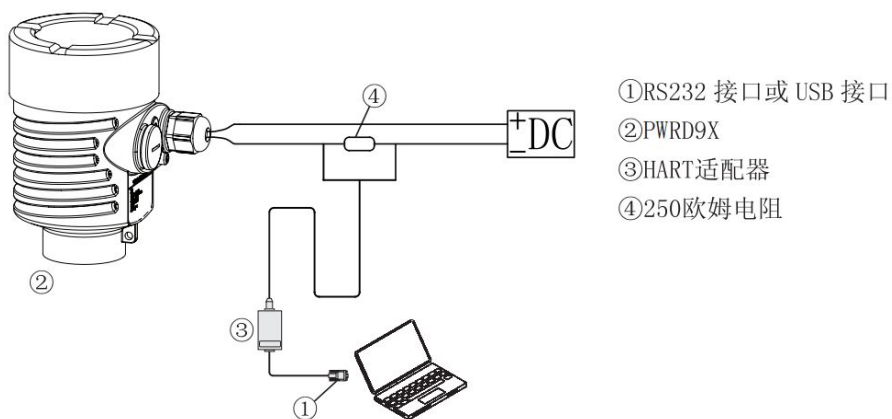 ④
+
−DC
①RS232 接口或 USB 接口
②PWRD9X
③HART适配器
④250欧姆电阻
②
③
①